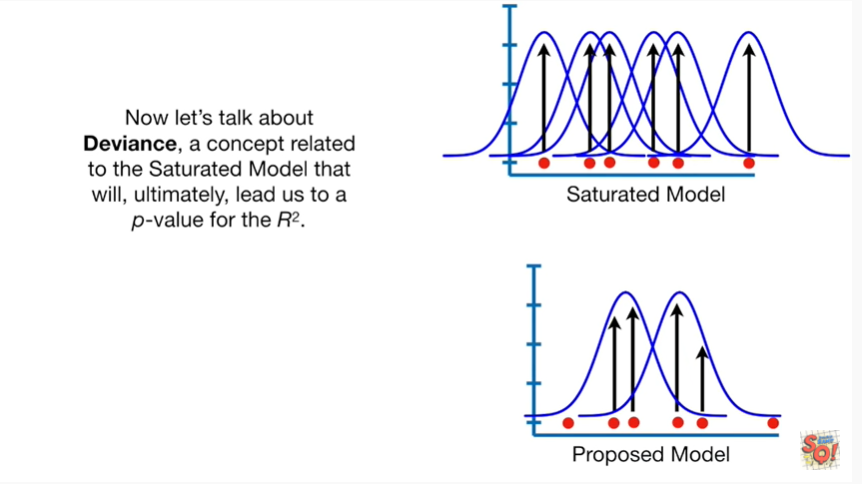 Now let's talk about
Deviance, a concept related
to the Saturated Model that
will, ultimately, lead us to a
p-value for the R².
Saturated Model
Proposed Model
SQ!